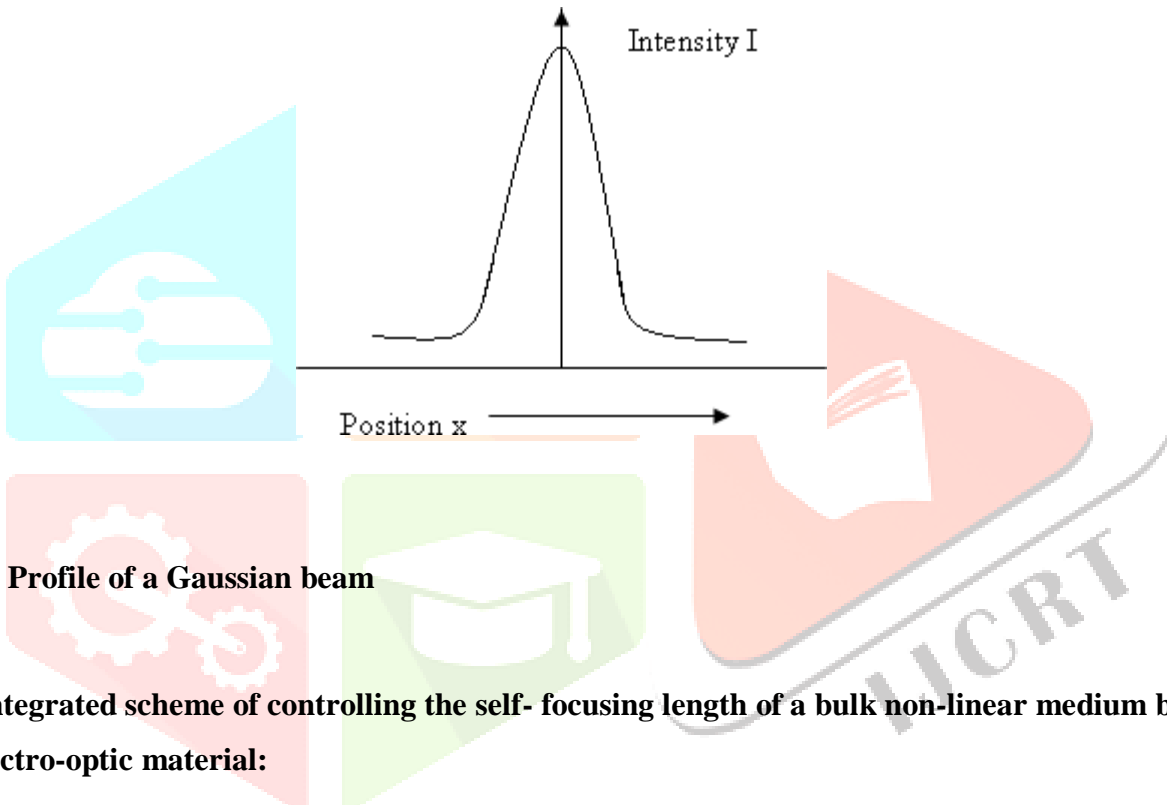 Intensity I
Position x
Profile of a Gaussian beam
IJCRT
ntegrated scheme of controlling the self- focusing length of a bulk non-linear medium b
ctro-optic material: